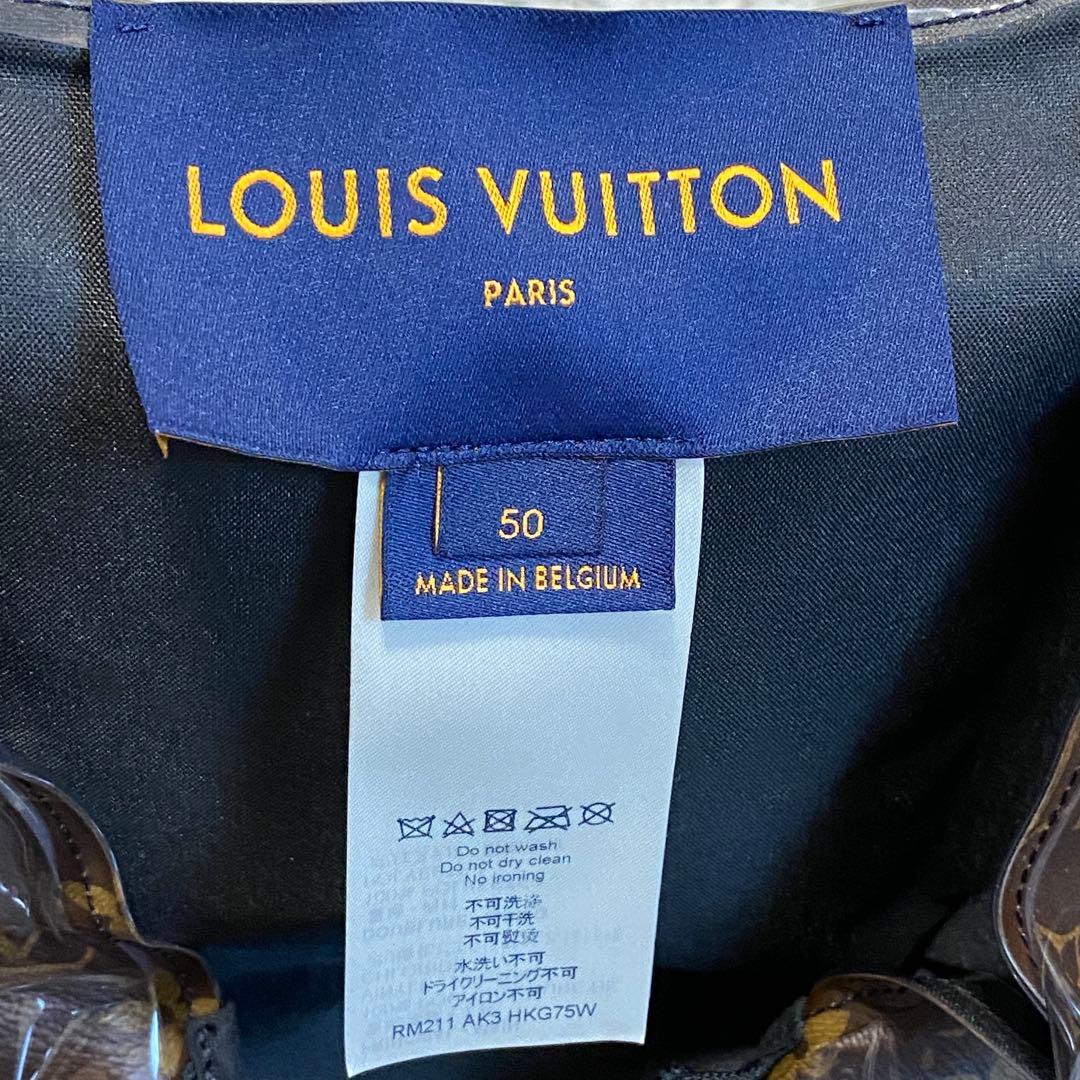 LOUIS VUITTON
PARIS
50
MADE IN BELGIUM
Do not wash
Do not dry clean
No ironing
不可洗涤
不可干洗
不可熨烫
水洗い不可
ドライクリーニング不可
アイロン不可
RM211 AK3 HKG75W